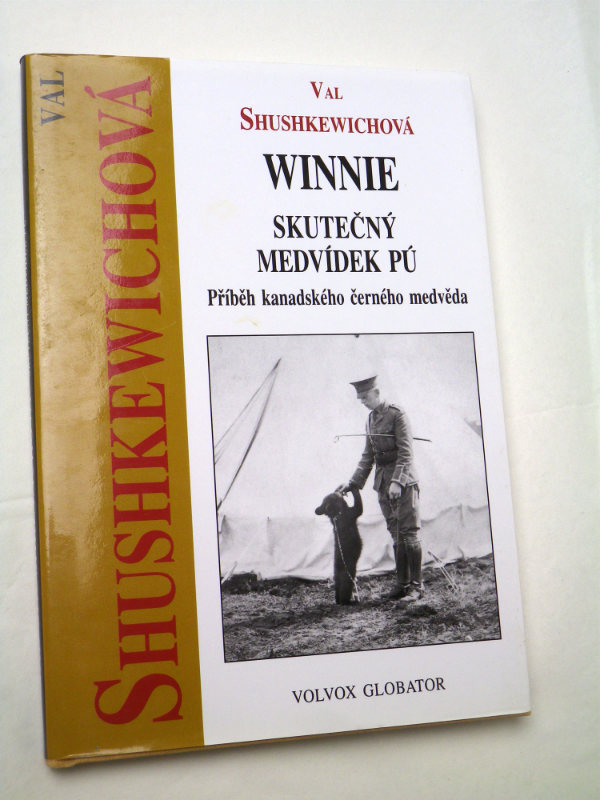 VAL
SHUSHKEWICHOVÁ
VAL
SHUSHKEWICHOVÁ
WINNIE
SKUTEČNÝ
MEDVÍDEK PÚ
Příběh kanadského černého medvěda
VOLVOX GLOBATOR